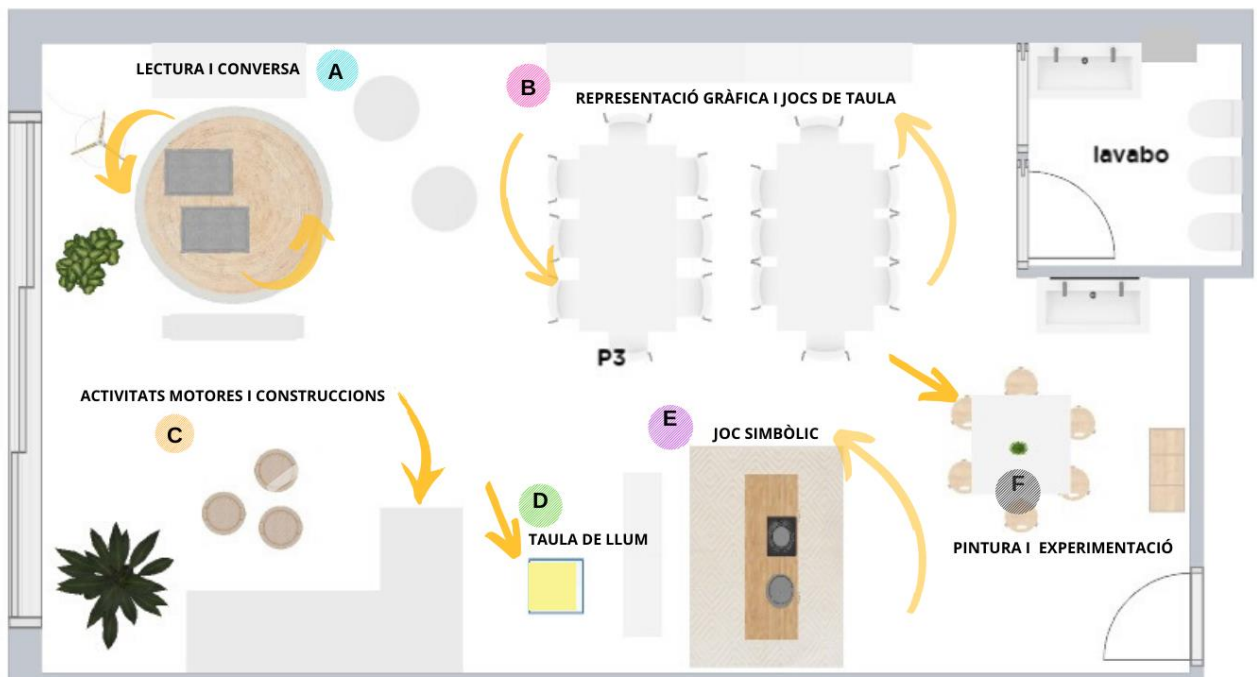 LECTURA I CONVERSA
A
B
REPRESENTACIÓ GRÀFICA I JOCS DE TAULA
lavabo
P3
ACTIVITATS MOTORES I CONSTRUCCIONS
C
E
JOC SIMBÒLIC
D
TAULA DE LLUM
F
PINTURA I EXPERIMENTACIÓ